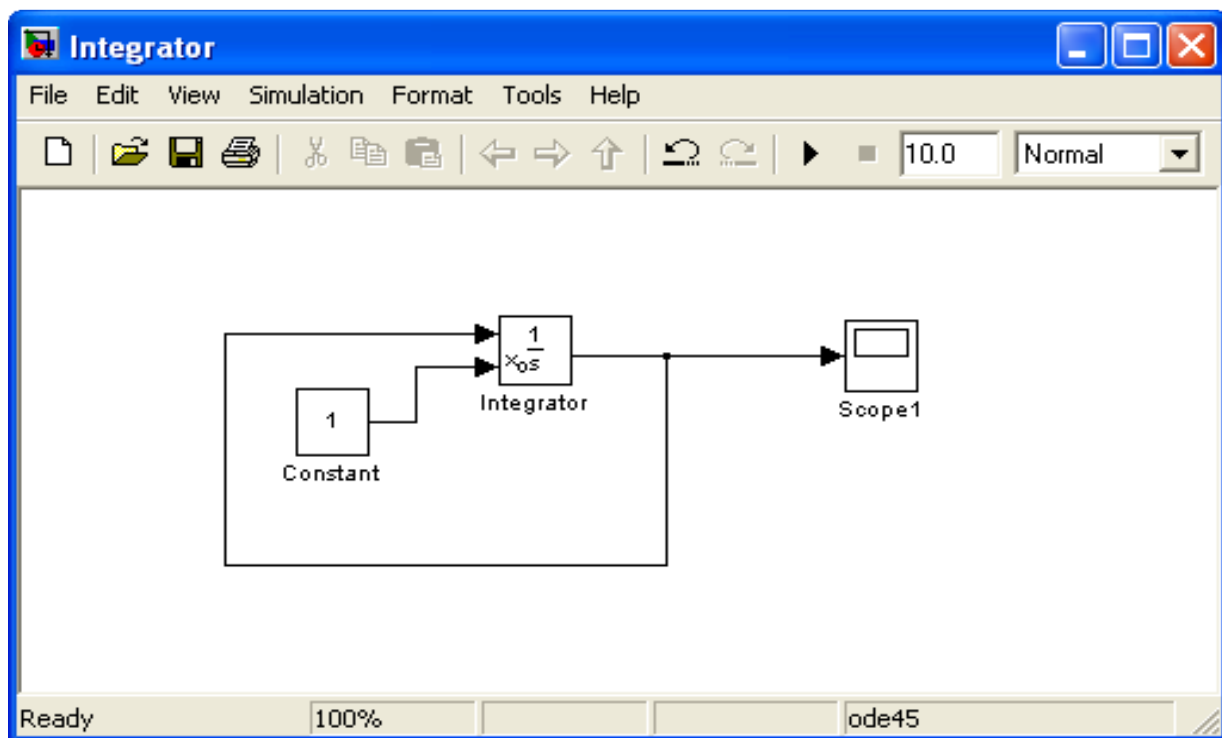 Integrator
File Edit View Simulation Format Tools Help
10.0 Normal
1
x₀s
Integrator
1
Constant
Scope1
Ready 100% ode45